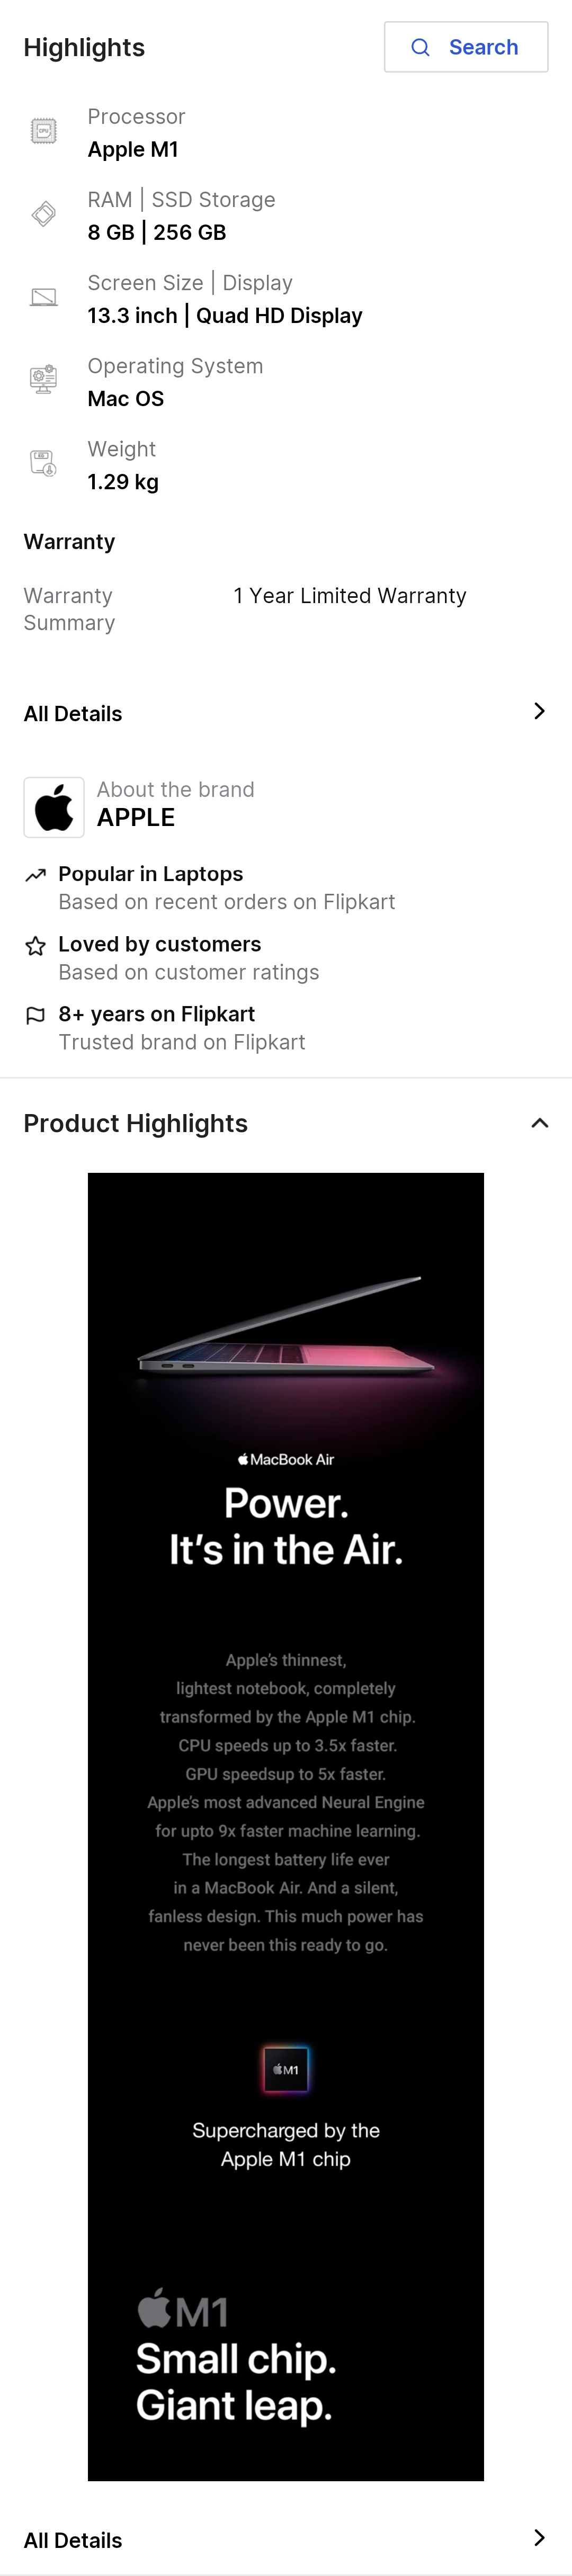 Highlights
Search
Processor
Apple M1
RAM | SSD Storage
8 GB | 256 GB
Screen Size | Display
13.3 inch | Quad HD Display
Operating System
Mac OS
Weight
1.29 kg
Warranty
Warranty Summary
1 Year Limited Warranty
All Details
About the brand
APPLE
Popular in Laptops
Based on recent orders on Flipkart
Loved by customers
Based on customer ratings
8+ years on Flipkart
Trusted brand on Flipkart
Product Highlights
MacBook Air
Power.
It's in the Air.
Apple's thinnest,
lightest notebook, completely
transformed by the Apple M1 chip.
CPU speeds up to 3.5x faster.
GPU speedsup to 5x faster.
Apple's most advanced Neural Engine
for upto 9x faster machine learning.
The longest battery life ever
in a MacBook Air. And a silent,
fanless design. This much power has
never been this ready to go.
M1
Supercharged by the
Apple M1 chip
M1
Small chip.
Giant leap.
All Details